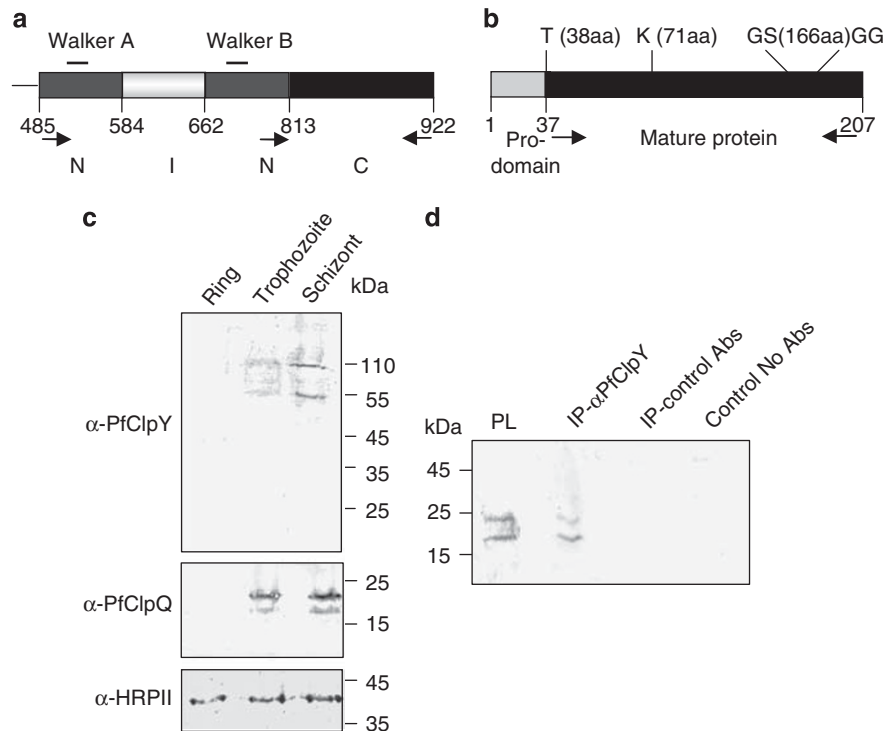 a
Walker A Walker B
485 584 662 813 922
N I N C
b
T (38aa) K (71aa) GS(166aa)GG
1 37 207
Pro-
domain
Mature protein
c
Ring Trophozoite Schizont
kDa
α-PfClpY
110
55
45
35
25
α-PfClpQ
25
15
α-HRPII
45
35
d
PL IP-αPfClpY IP-control Abs Control No Abs
kDa
45
25
15